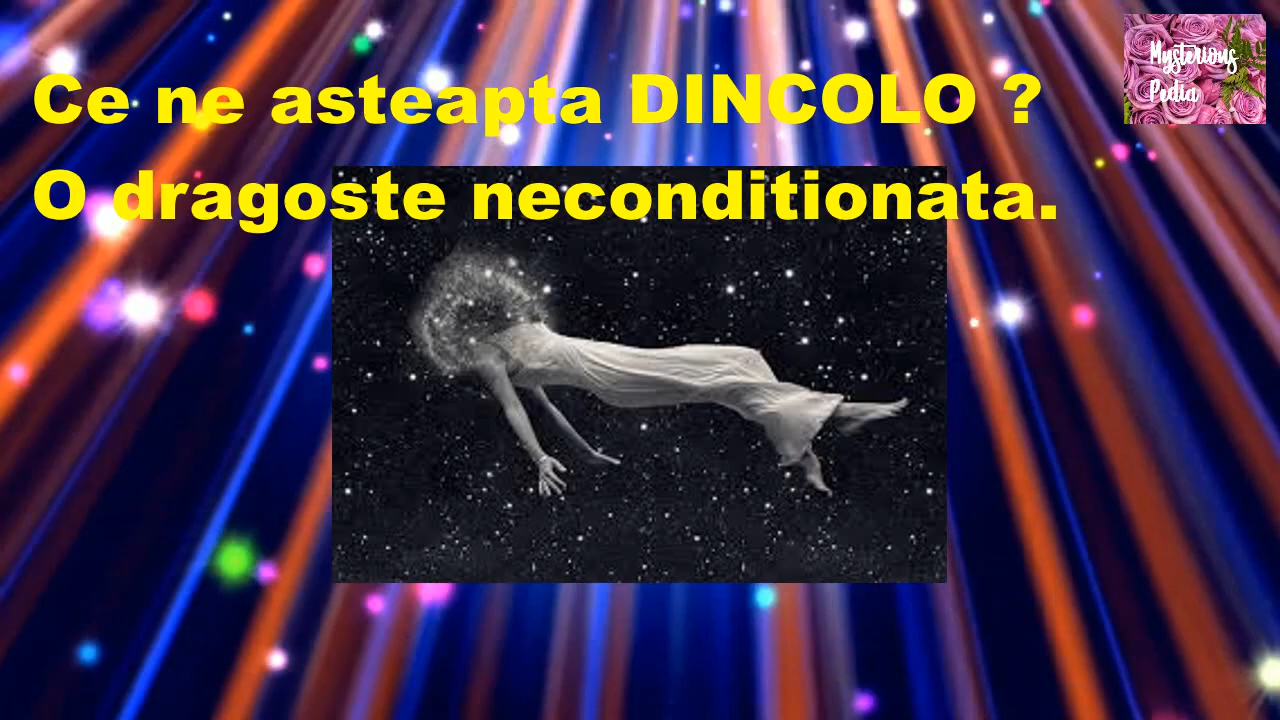 Ce ne asteapta DINCOLO ?
O dragoste neconditionata.
Mysterious
Pedia